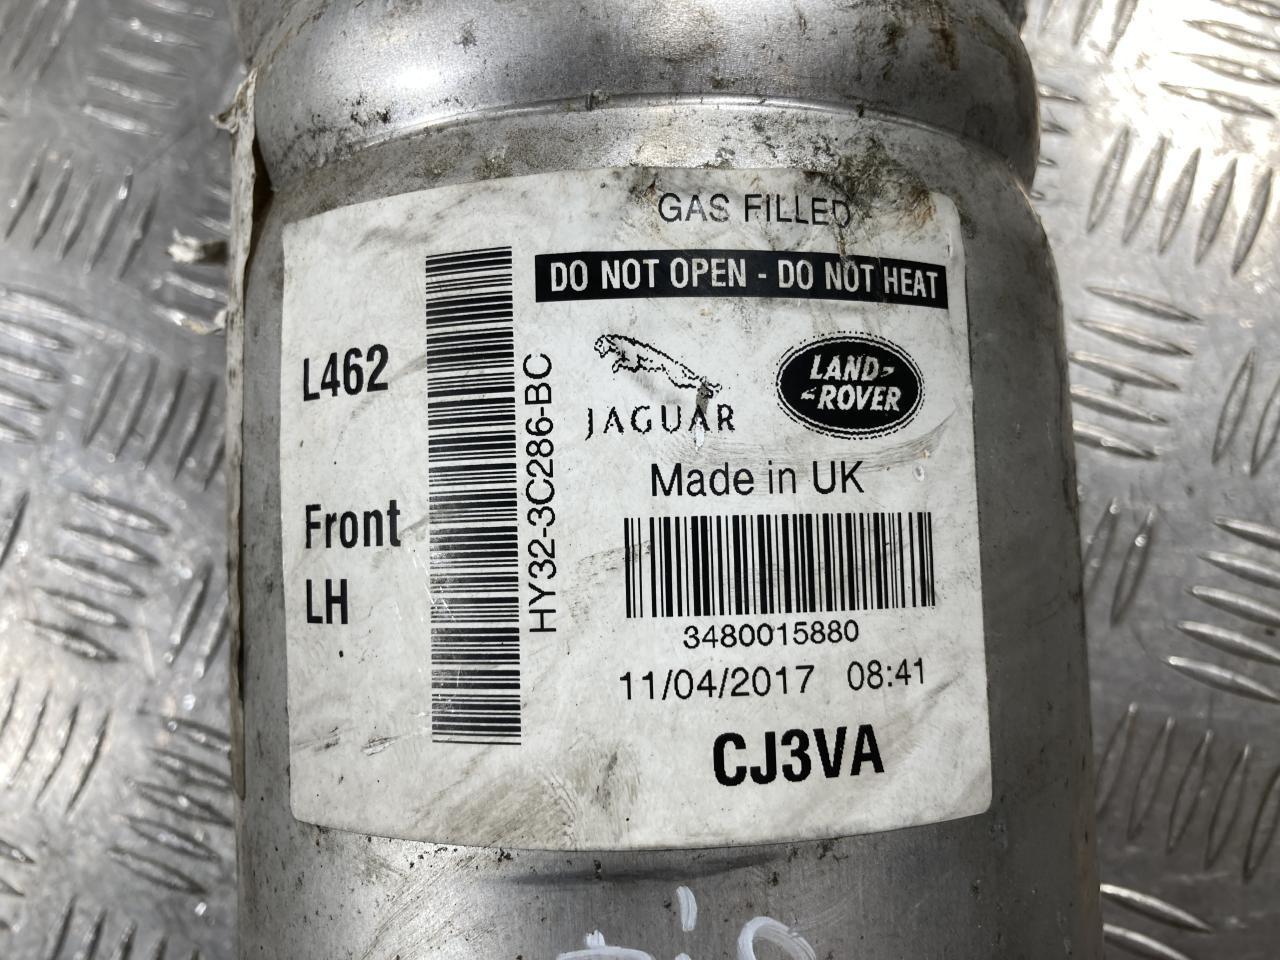 GAS FILLED
DO NOT OPEN - DO NOT HEAT
L462
Front
LH
HY32-3C286-BC
JAGUAR
LAND-
-ROVER
Made in UK
3480015880
11/04/2017 08:41
CJ3VA